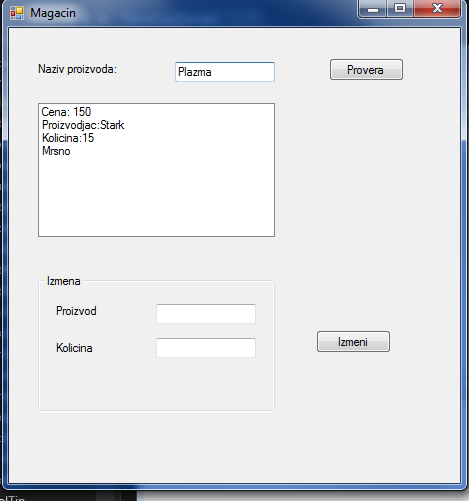 Magacin
Naziv proizvoda:
Plazma
Provera
Cena: 150
Proizvodjac:Stark
Kolicina:15
Mrsno
Izmena
Proizvod
Kolicina
Izmeni